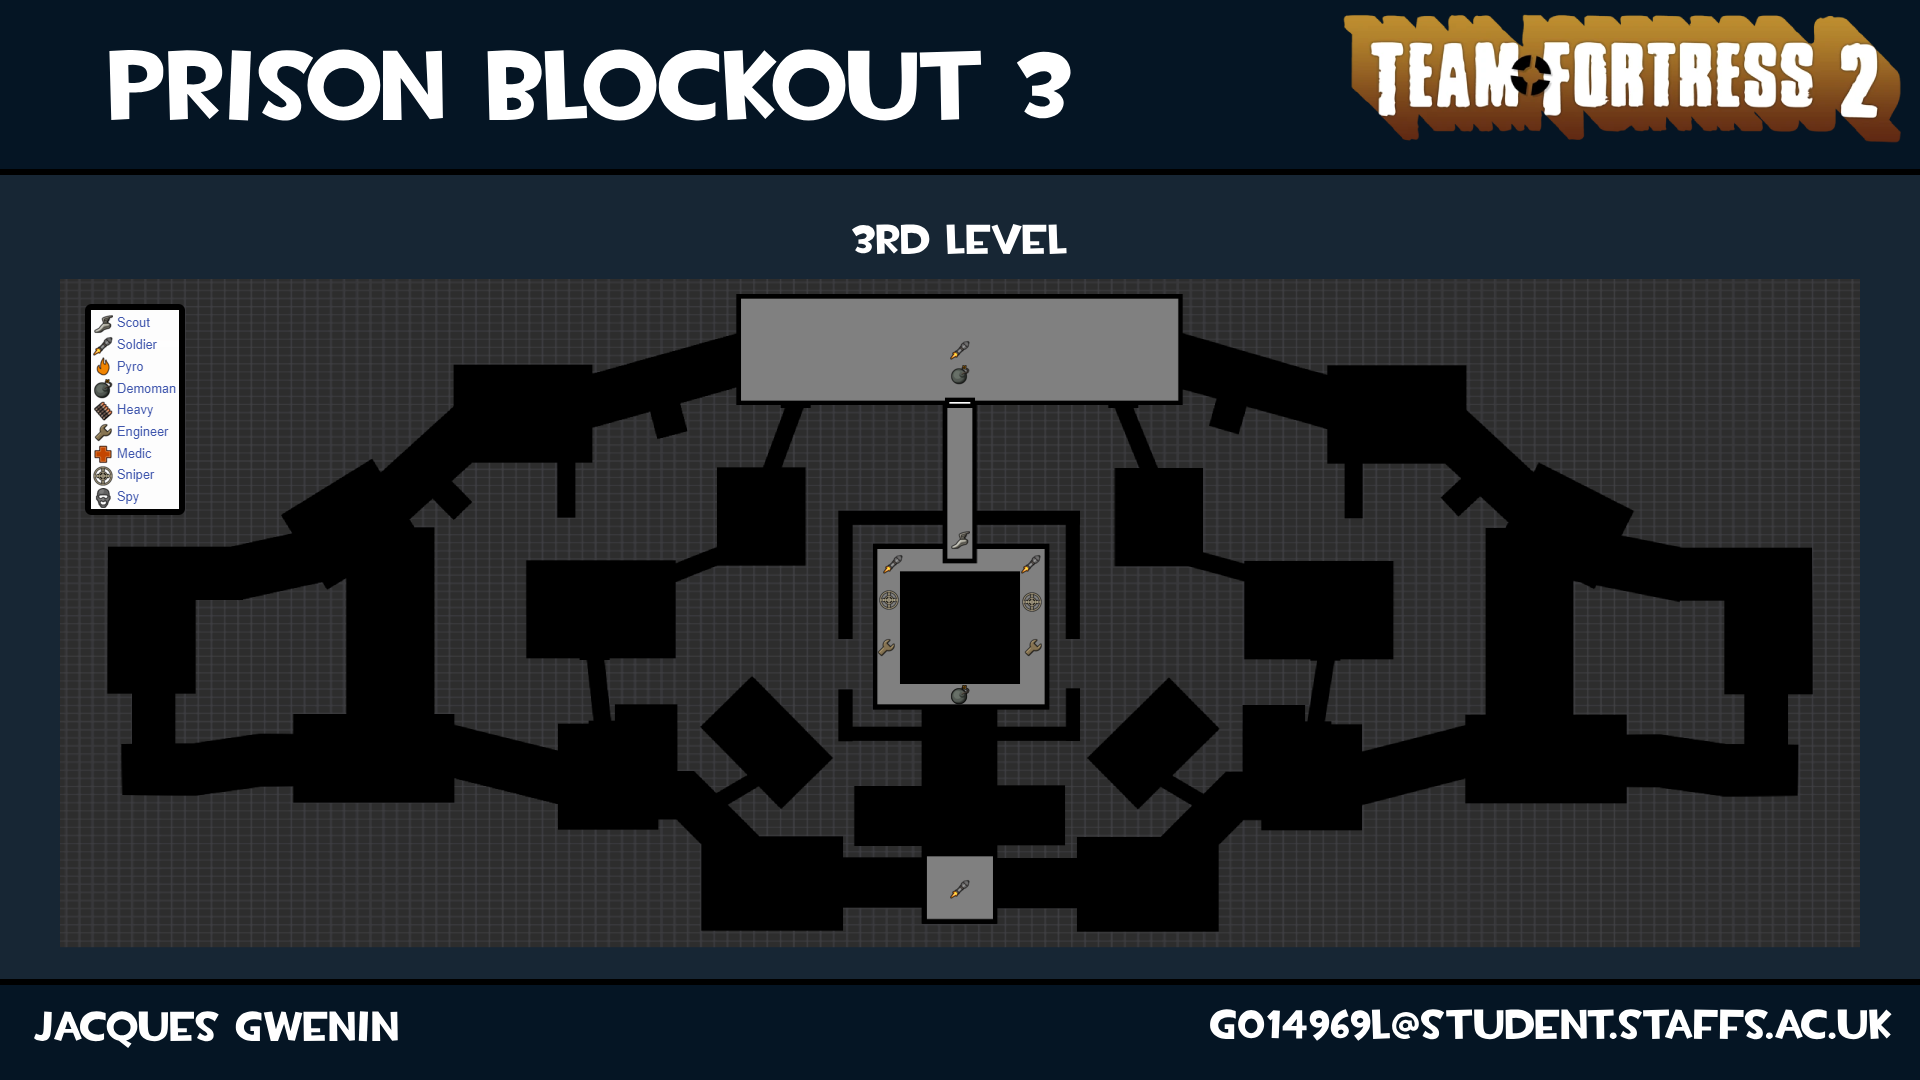 PRISON BLOCKOUT 3
TEAM FORTRESS 2
3RD LEVEL
Scout
Soldier
Pyro
Demoman
Heavy
Engineer
Medic
Sniper
Spy
JACQUES GWENIN
G014969L@STUDENT.STAFFS.AC.UK